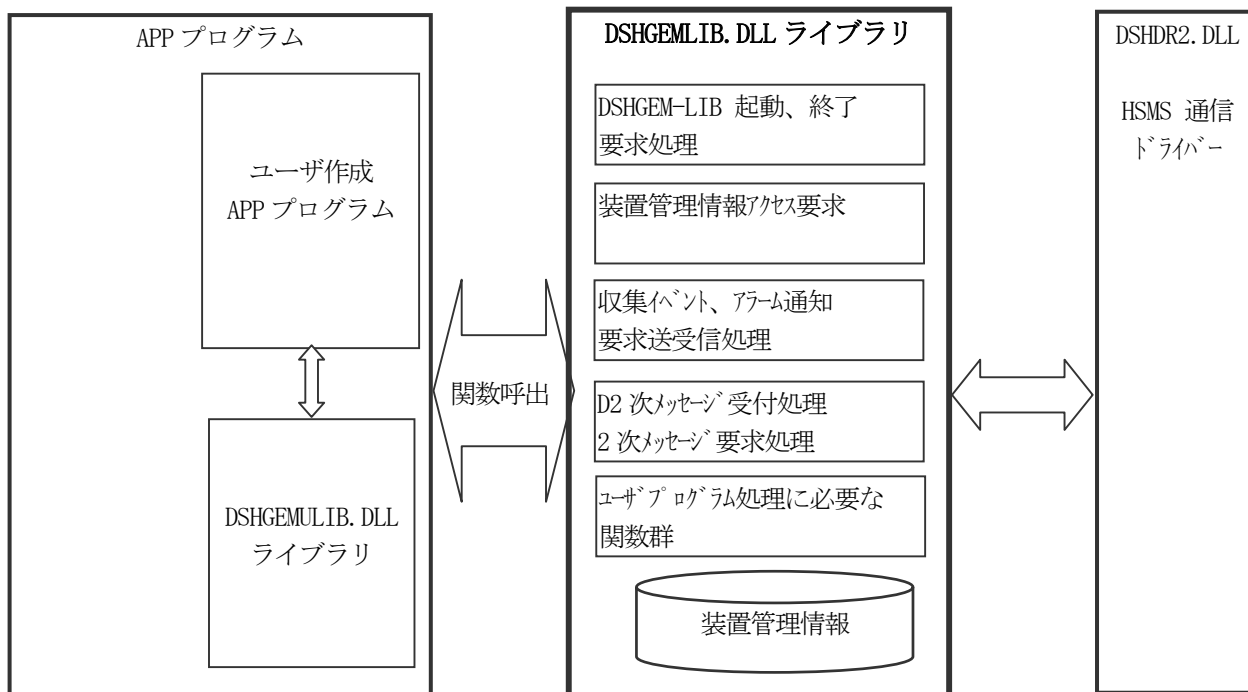 APP プログラム
ユーザ作成
APP プログラム
DSHGEMULIB.DLL
ライブラリ
関数呼出
DSHGEMLIB.DLL ライブラリ
DSHGEM-LIB 起動、終了
要求処理
装置管理情報ｱｸｾｽ要求
収集ｲﾍﾞﾝﾄ、ｱﾗｰﾑ通知
要求送受信処理
D2 次ﾒｯｾｰｼﾞ受付処理
2 次ﾒｯｾｰｼﾞ要求処理
ﾕｰｻﾞﾌﾟﾛｸﾞﾗﾑ処理に必要な
関数群
装置管理情報
DSHDR2.DLL
HSMS 通信
ﾄﾞﾗｲﾊﾞｰ